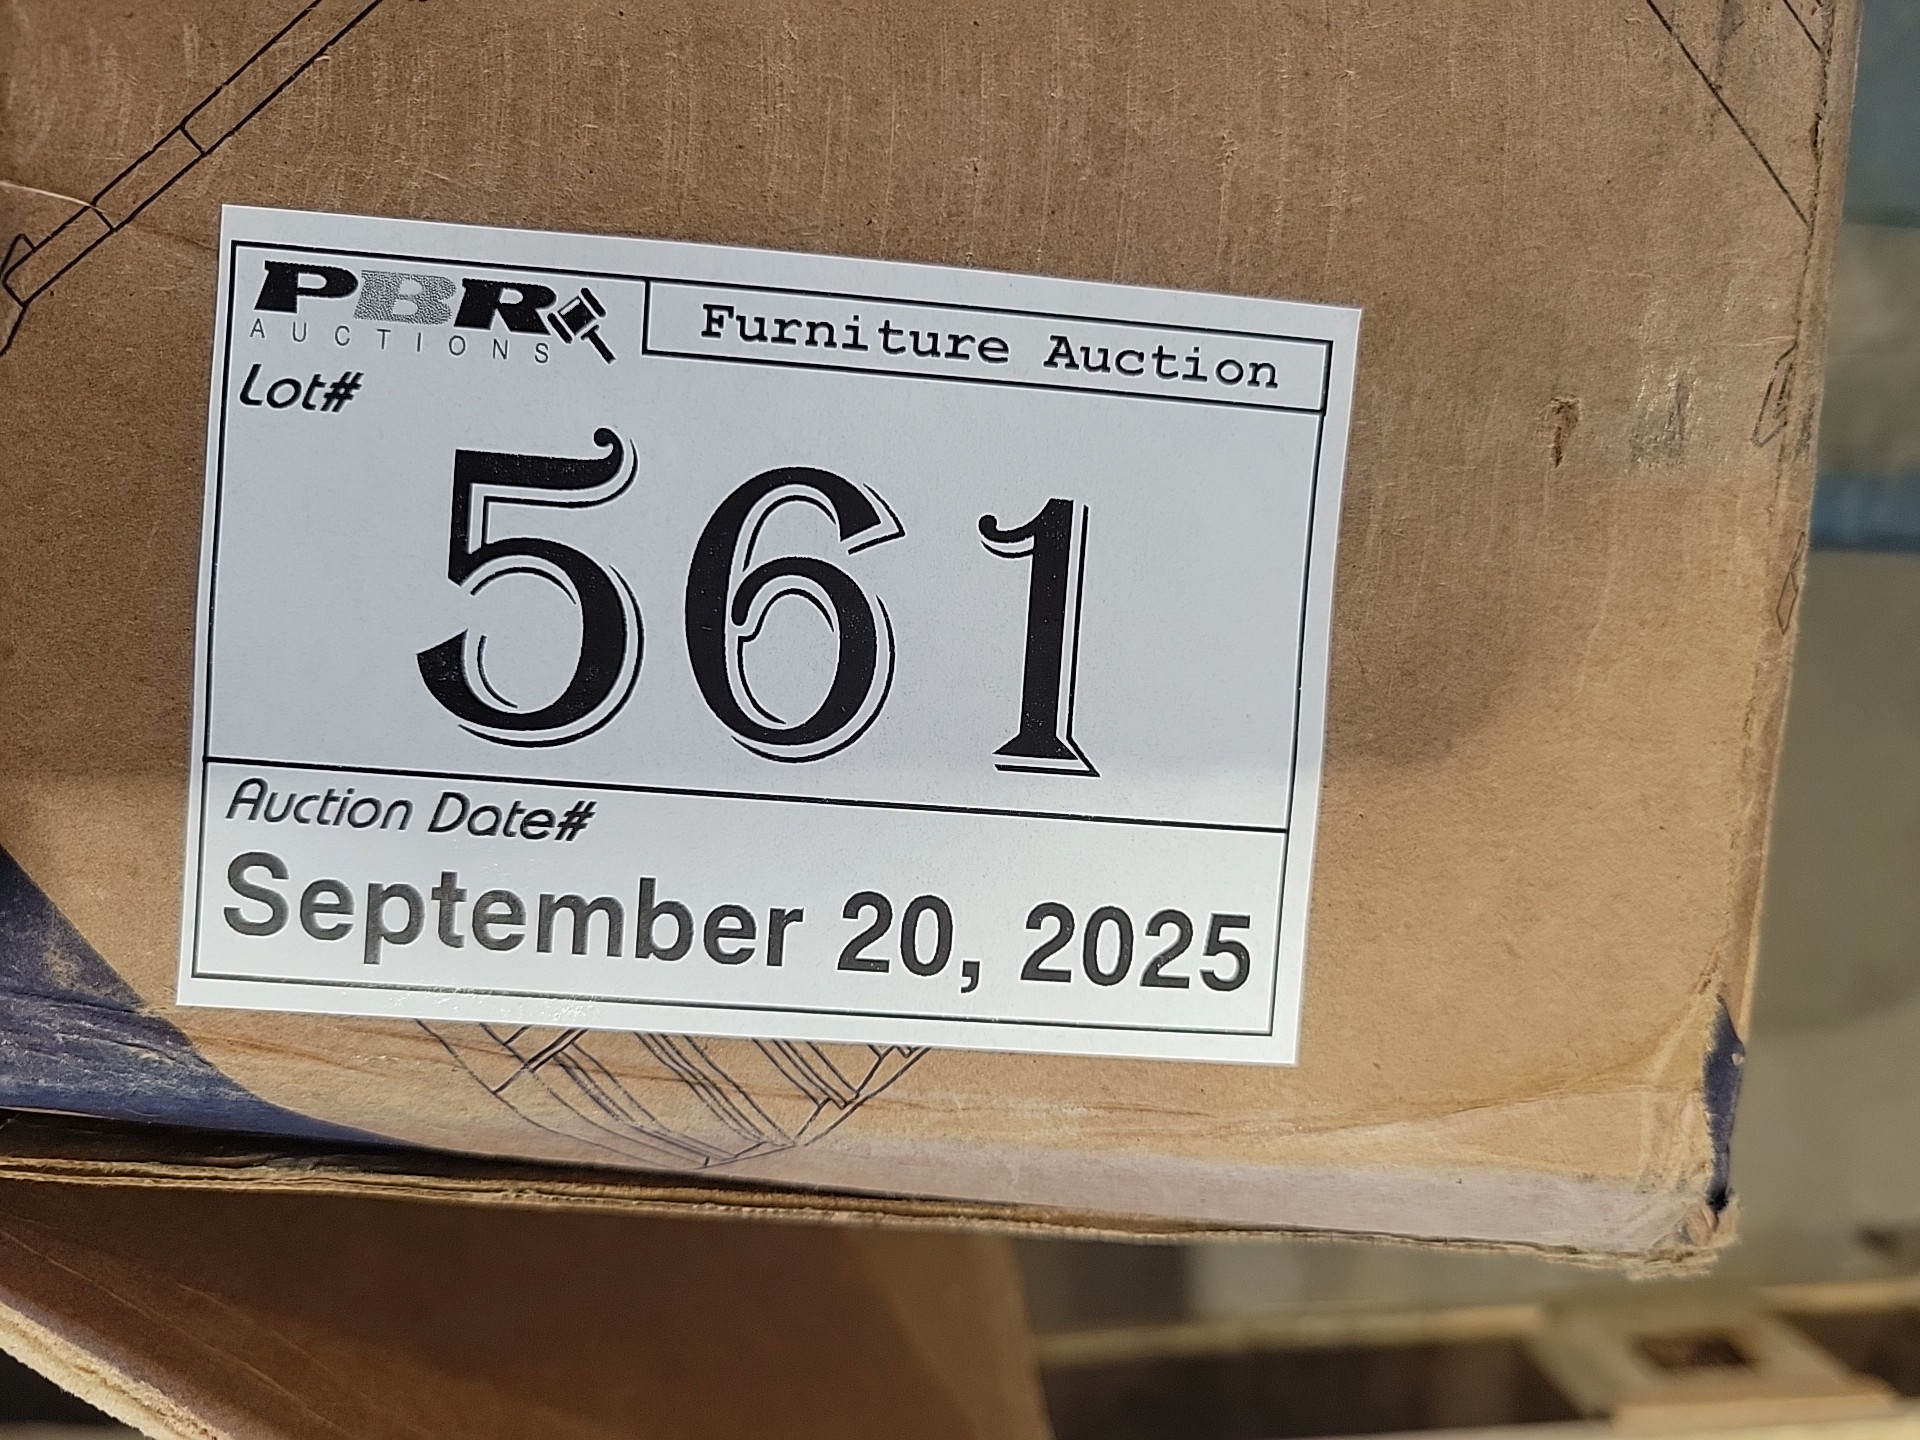 PBR
AUCTIONS
Furniture Auction
Lot#
561
Auction Date#
September 20, 2025